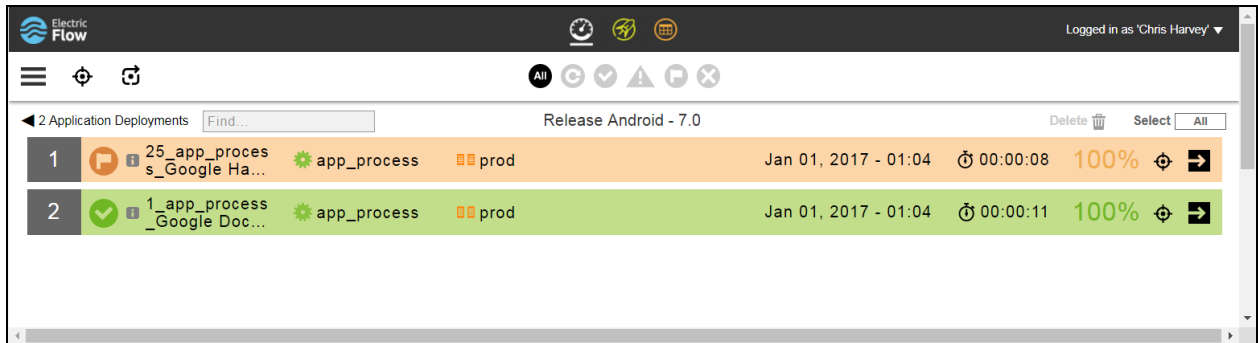 Electric
Flow
Logged in as 'Chris Harvey'
All
2 Application Deployments Find... Release Android - 7.0 Delete Select All
1 25_app_proces
s_Google Ha... app_process prod Jan 01, 2017 - 01:04 00:00:08 100%
2 1_app_process
_Google Doc... app_process prod Jan 01, 2017 - 01:04 00:00:11 100%